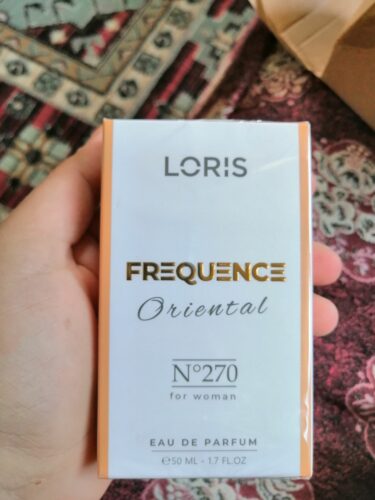 LORIS
FREQUENCE
Oriental
N°270
for woman
EAU DE PARFUM
℮50 ML - 1.7 FL.OZ